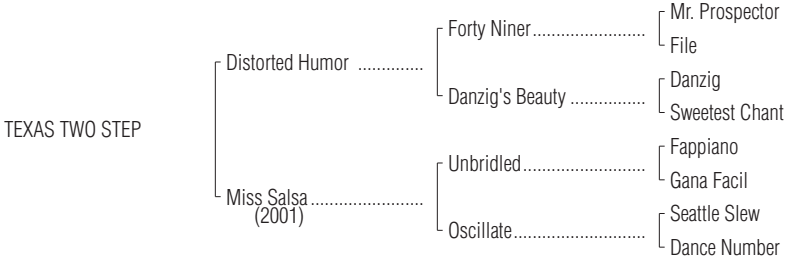 Mr. Prospector
Forty Niner
File
Distorted Humor
Danzig
Danzig's Beauty
Sweetest Chant
TEXAS TWO STEP
Fappiano
Unbridled
Gana Facil
Miss Salsa
(2001)
Seattle Slew
Oscillate
Dance Number